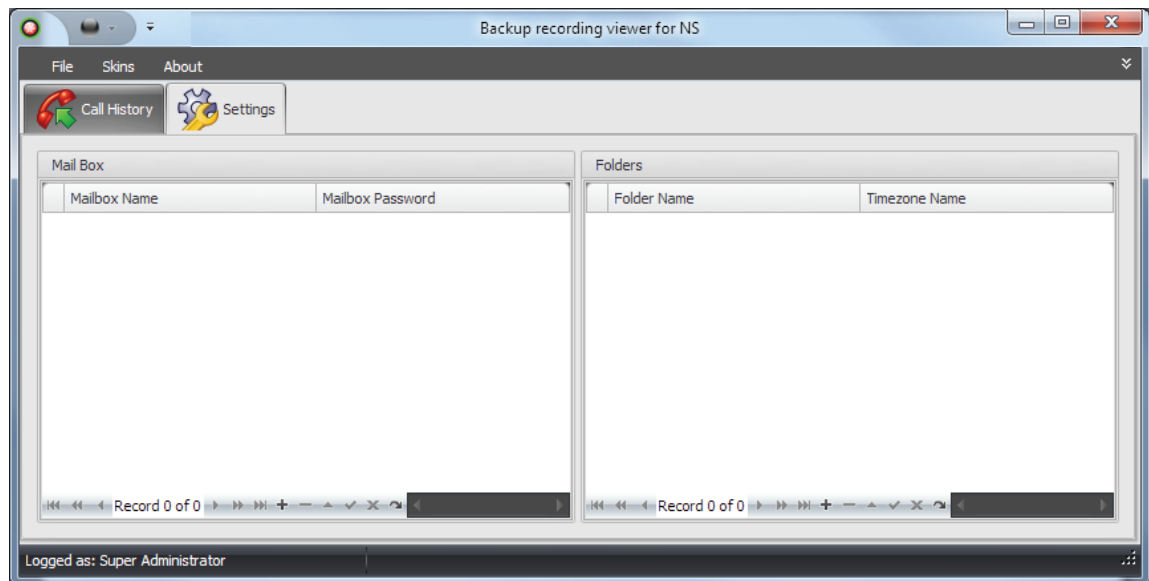 Backup recording viewer for NS
File Skins About
Call History Settings
Mail Box Folders
Mailbox Name Mailbox Password Folder Name Timezone Name
Record 0 of 0 Record 0 of 0
Logged as: Super Administrator